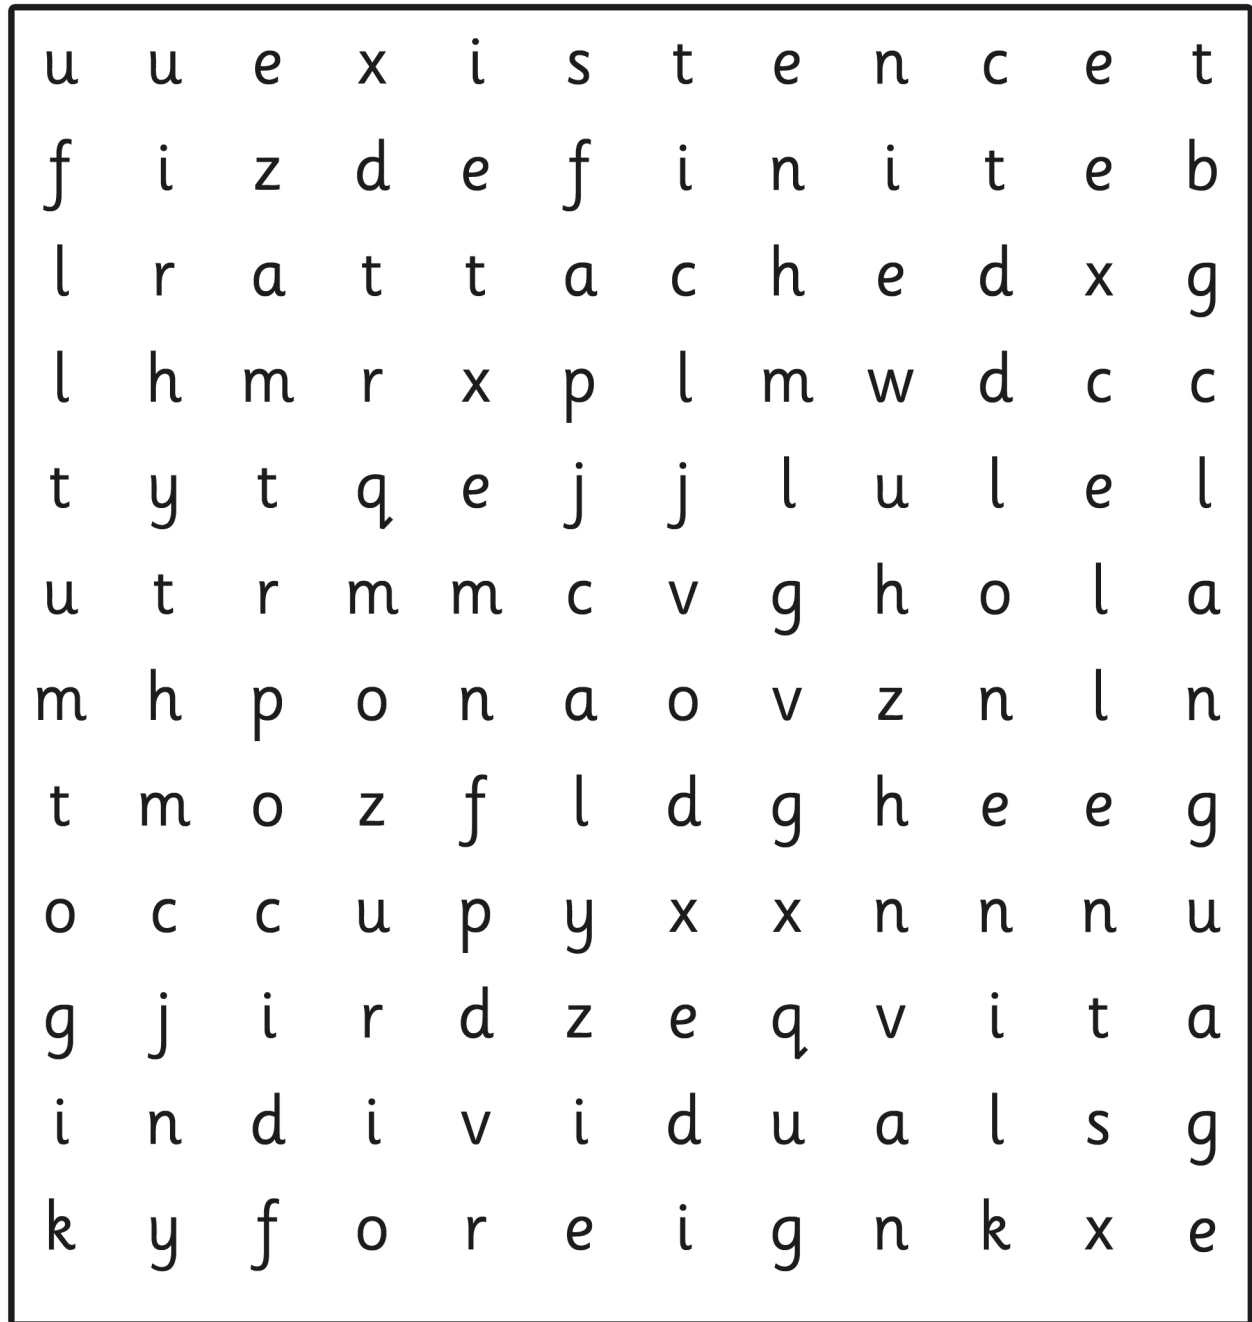 u u e x i s t e n c e t
f i z d e f i n i t e b
l r a t t a c h e d x g
l h m r x p l m w d c c
t y t q e j j l u l e l
u t r m m c v g h o l a
m h p o n a o v z n l n
t m o z f l d g h e e g
o c c u p y x x n n n u
g j i r d z e q v i t a
i n d i v i d u a l s g
k y f o r e i g n k x e